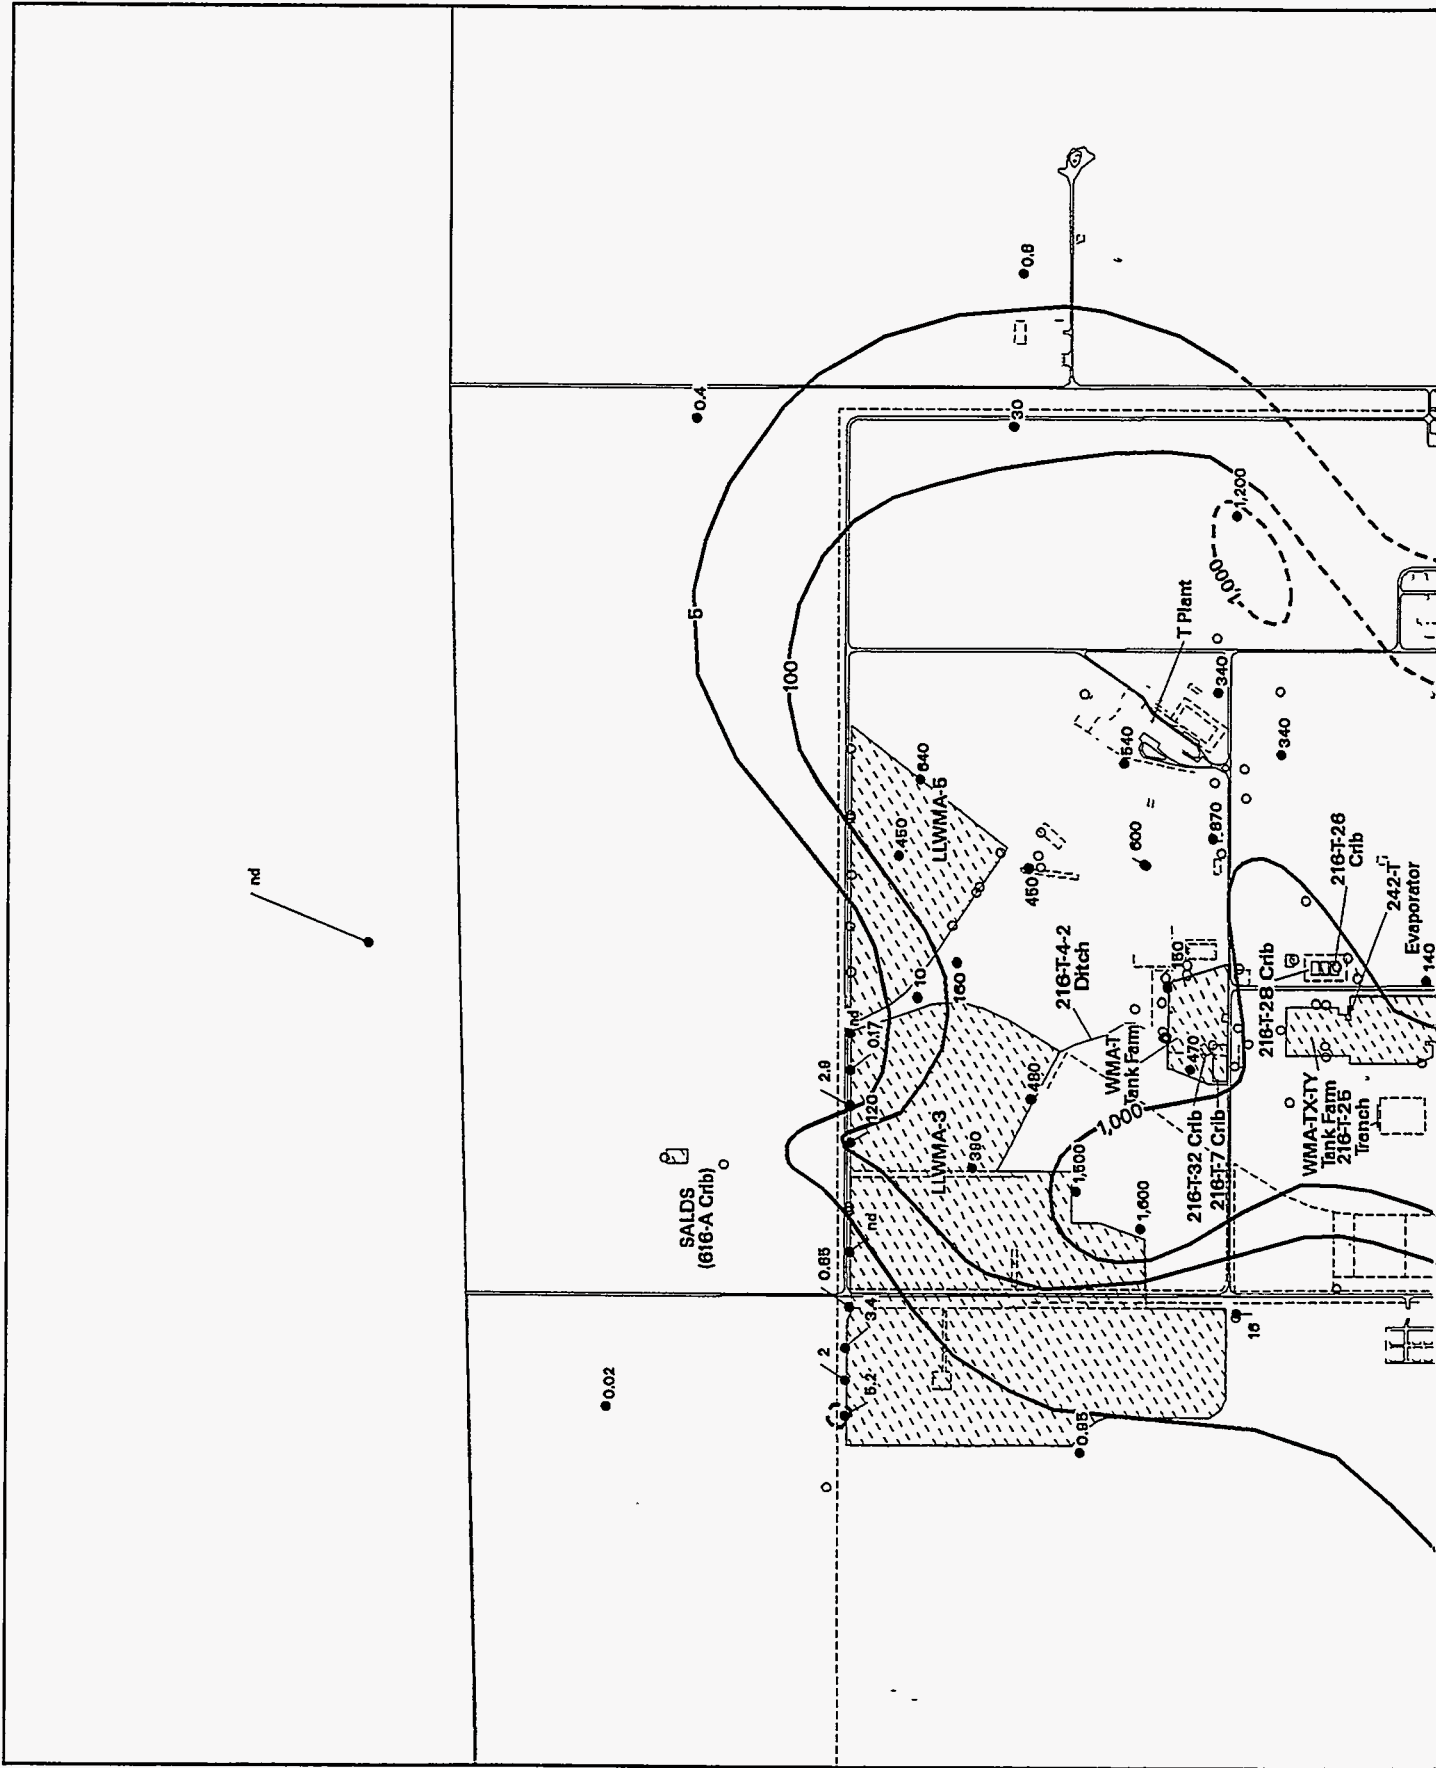 nd
0.8
0.4
30
5
100
1,200
1,000
T Plant
340
340
540
640
450
LLWMA-5
870
600
450
216-T-26
Crib
242-T
Evaporator
140
216-T-4-2
Ditch
150
216-T-28 Crib
10
160
nd
0.17
2.9
120
WMA-T
Tank Farm
470
480
LLWMA-3
390
1,000
1,500
1,600
216-T-32 Crib
216-T-7 Crib
WMA-TX-TY
Tank Farm
216-T-25
Trench
SALDS
(616-A Crib)
nd
0.65
3.4
2
5.2
16
0.02
0.95